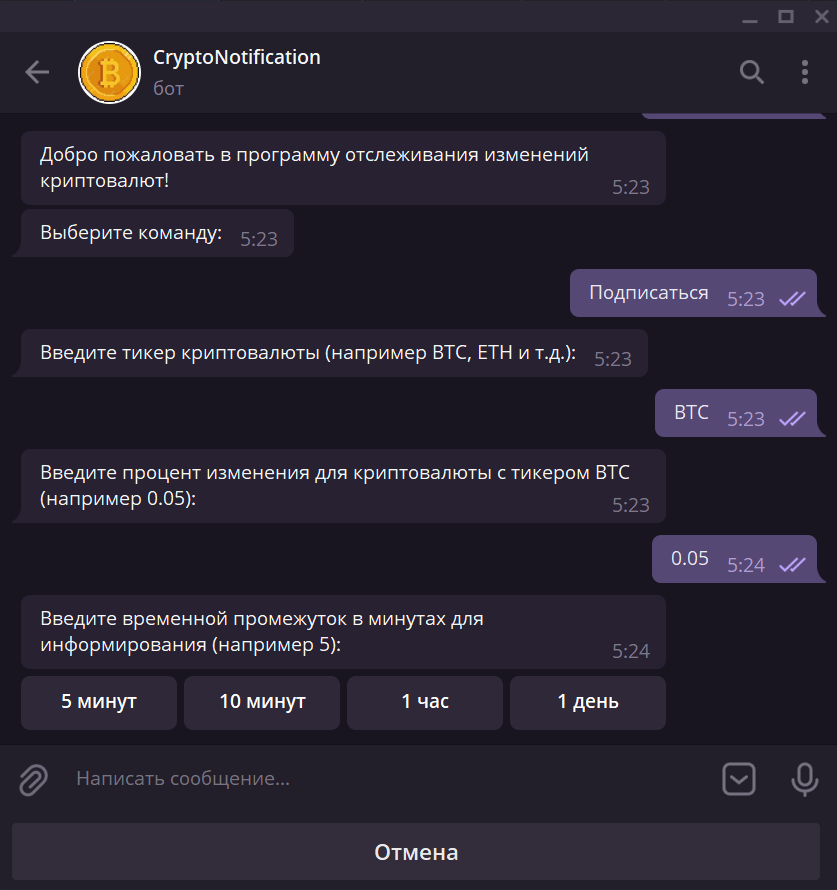 CryptoNotification
бот
Добро пожаловать в программу отслеживания изменений
криптовалют!
5:23
Выберите команду: 5:23
Подписаться 5:23
Введите тикер криптовалюты (например BTC, ETH и т.д.): 5:23
BTC 5:23
Введите процент изменения для криптовалюты с тикером BTC
(например 0.05):
5:23
0.05 5:24
Введите временной промежуток в минутах для
информирования (например 5):
5:24
5 минут 10 минут 1 час 1 день
Написать сообщение...
Отмена